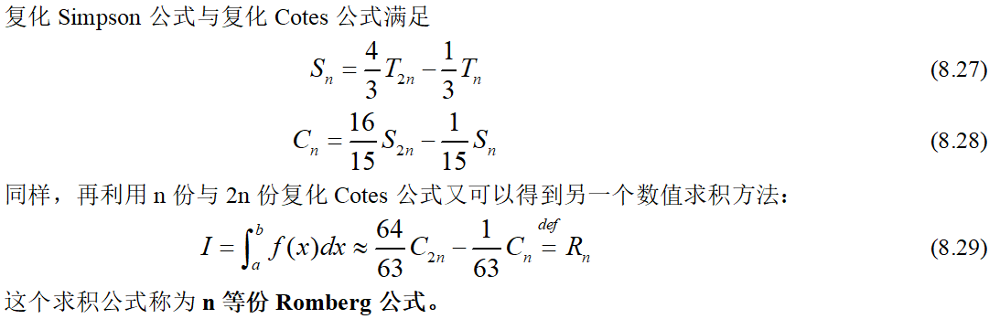 复化 Simpson 公式与复化 Cotes 公式满足
S_n = \frac{4}{3} T_{2n} - \frac{1}{3} T_n (8.27)
C_n = \frac{16}{15} S_{2n} - \frac{1}{15} S_n (8.28)
同样，再利用 n 份与 2n 份复化 Cotes 公式又可以得到另一个数值求积方法：
I = \int_a^b f(x)dx \approx \frac{64}{63} C_{2n} - \frac{1}{63} C_n \overset{def}{=} R_n (8.29)
这个求积公式称为 n 等份 Romberg 公式。